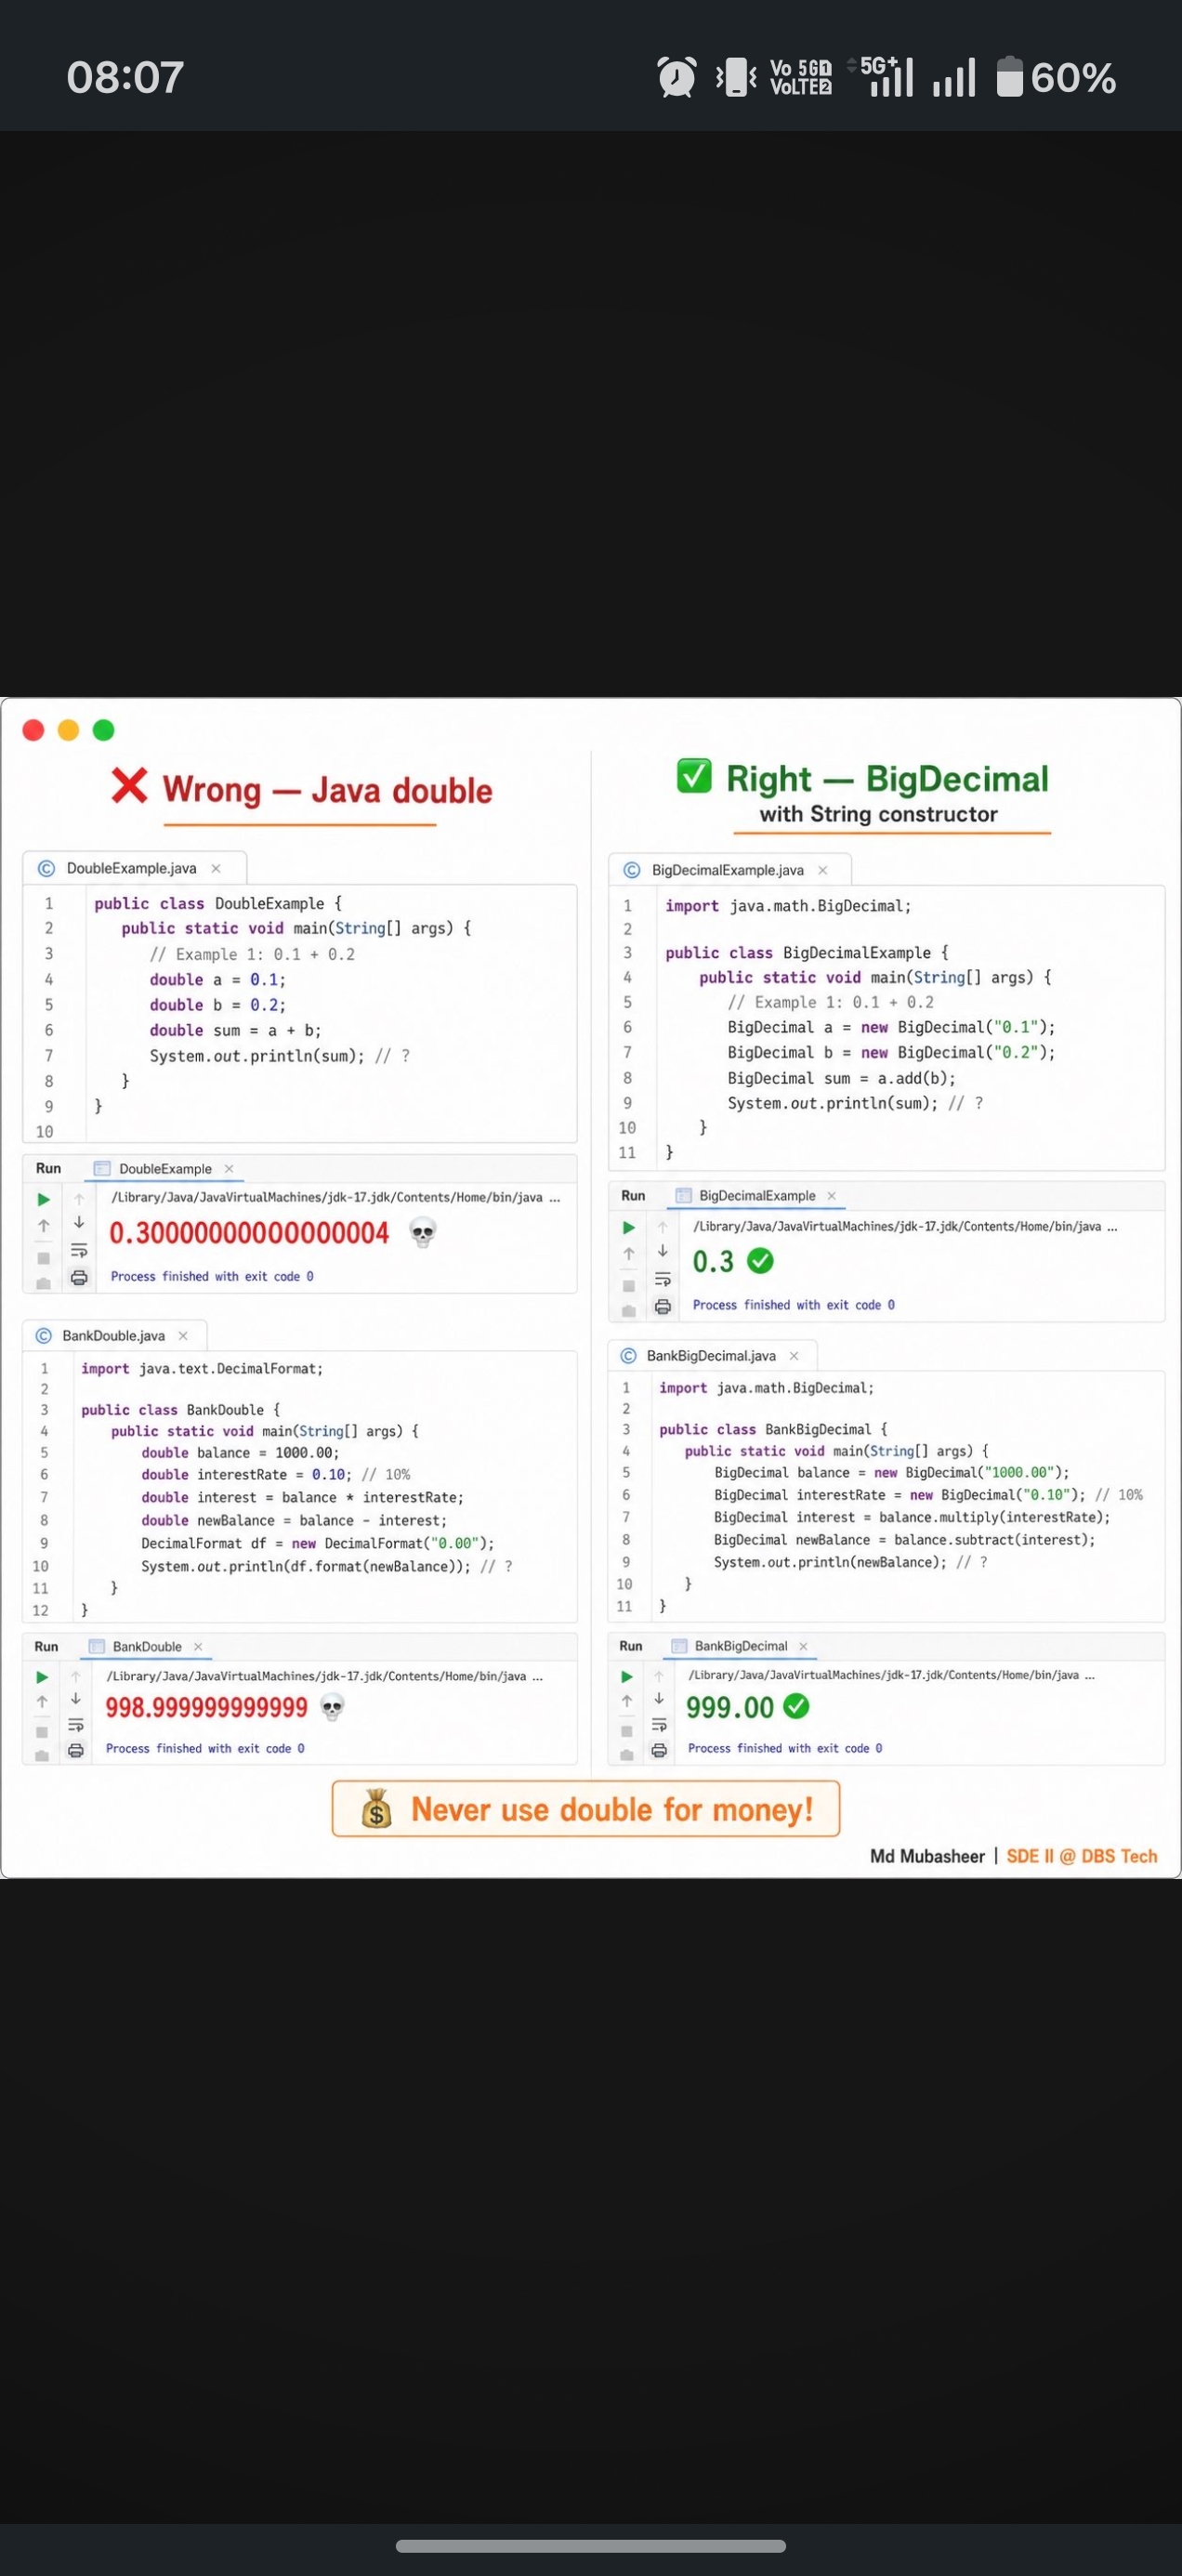 08:07
Vo 5G1 VoLTE2 5G+ 60%
❌ Wrong — Java double
DoubleExample.java ×
1 public class DoubleExample {
2 public static void main(String[] args) {
3 // Example 1: 0.1 + 0.2
4 double a = 0.1;
5 double b = 0.2;
6 double sum = a + b;
7 System.out.println(sum); // ?
8 }
9 }
10
Run DoubleExample ×
/Library/Java/JavaVirtualMachines/jdk-17.jdk/Contents/Home/bin/java ...
0.30000000000000004 💀
Process finished with exit code 0
BankDouble.java ×
1 import java.text.DecimalFormat;
2
3 public class BankDouble {
4 public static void main(String[] args) {
5 double balance = 1000.00;
6 double interestRate = 0.10; // 10%
7 double interest = balance * interestRate;
8 double newBalance = balance - interest;
9 DecimalFormat df = new DecimalFormat("0.00");
10 System.out.println(df.format(newBalance)); // ?
11 }
12 }
Run BankDouble ×
/Library/Java/JavaVirtualMachines/jdk-17.jdk/Contents/Home/bin/java ...
998.999999999999 💀
Process finished with exit code 0
✅ Right — BigDecimal
with String constructor
BigDecimalExample.java ×
1 import java.math.BigDecimal;
2
3 public class BigDecimalExample {
4 public static void main(String[] args) {
5 // Example 1: 0.1 + 0.2
6 BigDecimal a = new BigDecimal("0.1");
7 BigDecimal b = new BigDecimal("0.2");
8 BigDecimal sum = a.add(b);
9 System.out.println(sum); // ?
10 }
11 }
Run BigDecimalExample ×
/Library/Java/JavaVirtualMachines/jdk-17.jdk/Contents/Home/bin/java ...
0.3 ✅
Process finished with exit code 0
BankBigDecimal.java ×
1 import java.math.BigDecimal;
2
3 public class BankBigDecimal {
4 public static void main(String[] args) {
5 BigDecimal balance = new BigDecimal("1000.00");
6 BigDecimal interestRate = new BigDecimal("0.10"); // 10%
7 BigDecimal interest = balance.multiply(interestRate);
8 BigDecimal newBalance = balance.subtract(interest);
9 System.out.println(newBalance); // ?
10 }
11 }
Run BankBigDecimal ×
/Library/Java/JavaVirtualMachines/jdk-17.jdk/Contents/Home/bin/java ...
999.00 ✅
Process finished with exit code 0
💰 Never use double for money!
Md Mubasheer | SDE II @ DBS Tech